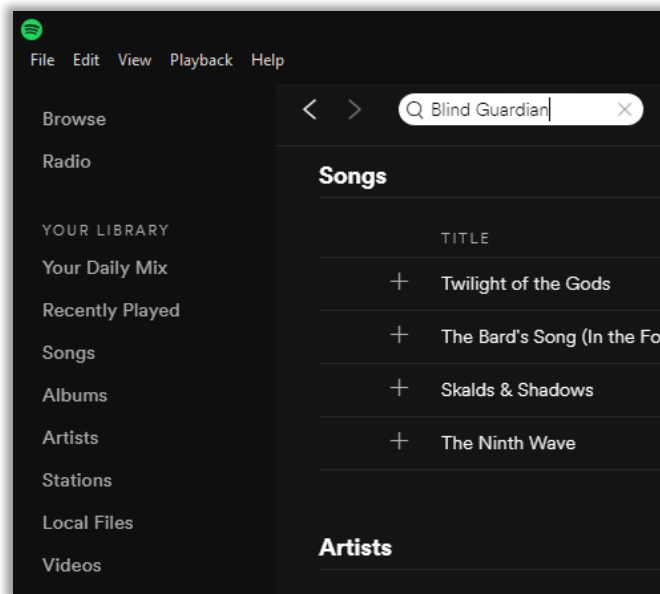 File Edit View Playback Help
Browse
Radio
YOUR LIBRARY
Your Daily Mix
Recently Played
Songs
Albums
Artists
Stations
Local Files
Videos
Blind Guardian
Songs
TITLE
Twilight of the Gods
The Bard's Song (In the Fo
Skalds & Shadows
The Ninth Wave
Artists